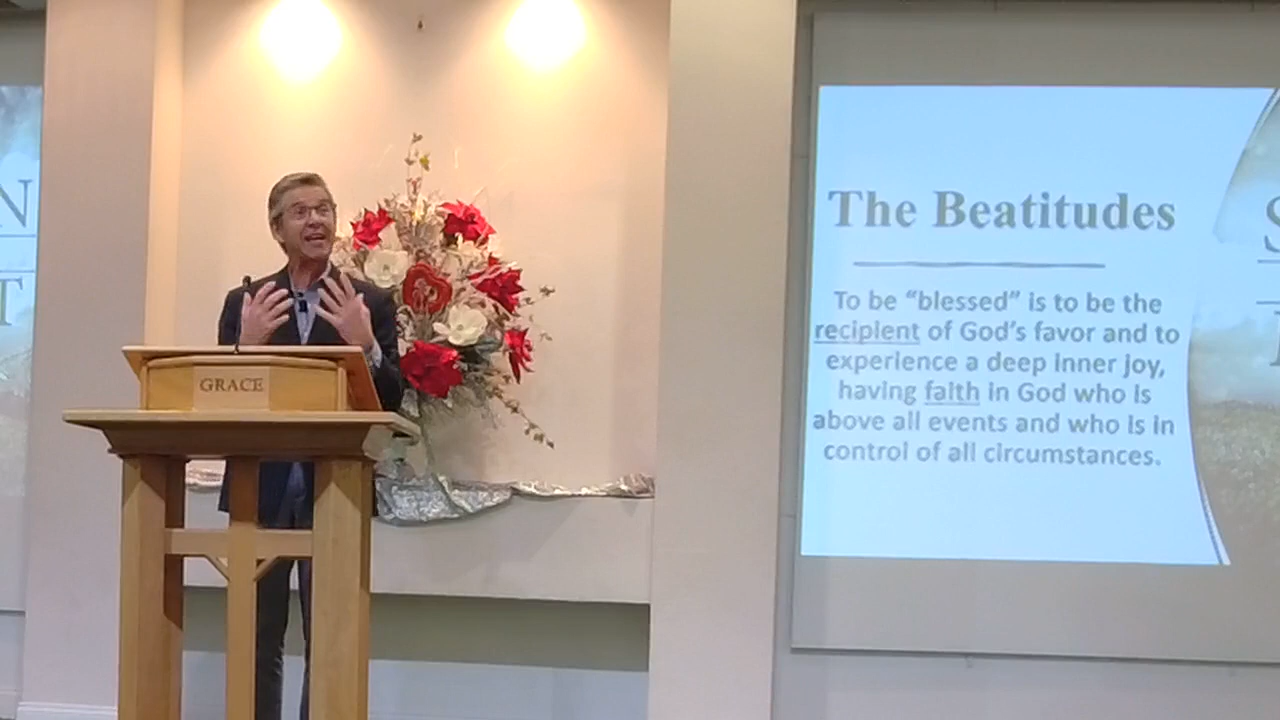 N
T
GRACE
The Beatitudes
To be “blessed” is to be the
recipient of God’s favor and to
experience a deep inner joy,
having faith in God who is
above all events and who is in
control of all circumstances.
S